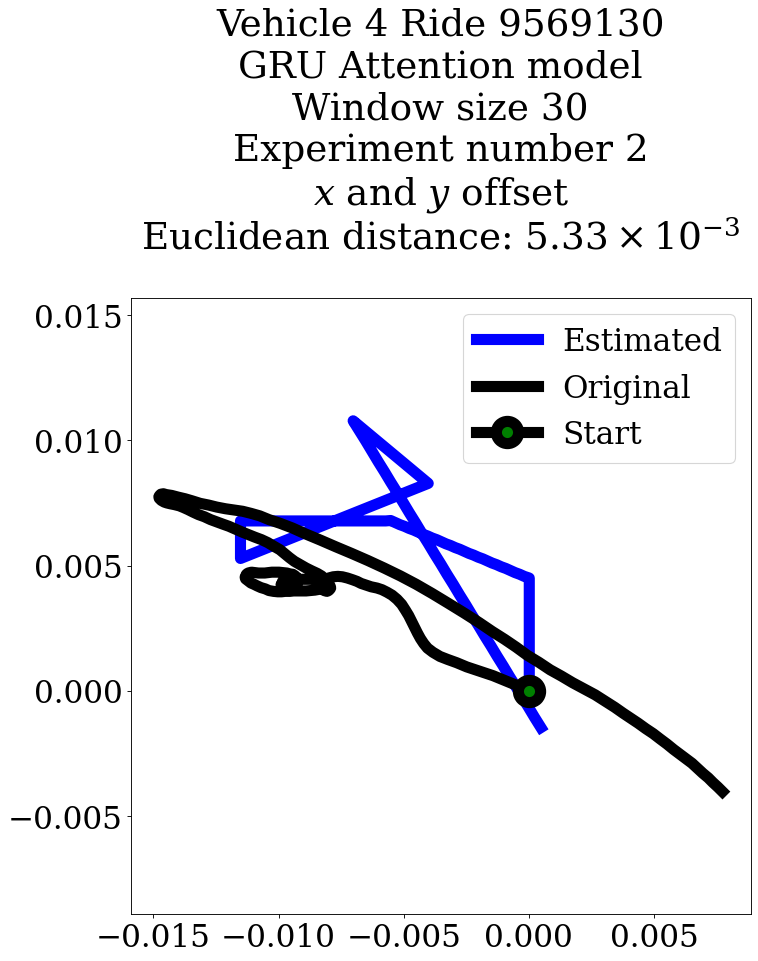 Vehicle 4 Ride 9569130
GRU Attention model
Window size 30
Experiment number 2
x and y offset
Euclidean distance: 5.33 × 10⁻³
Estimated
Original
Start
0.015
0.010
0.005
0.000
−0.005
−0.015 −0.010 −0.005 0.000 0.005